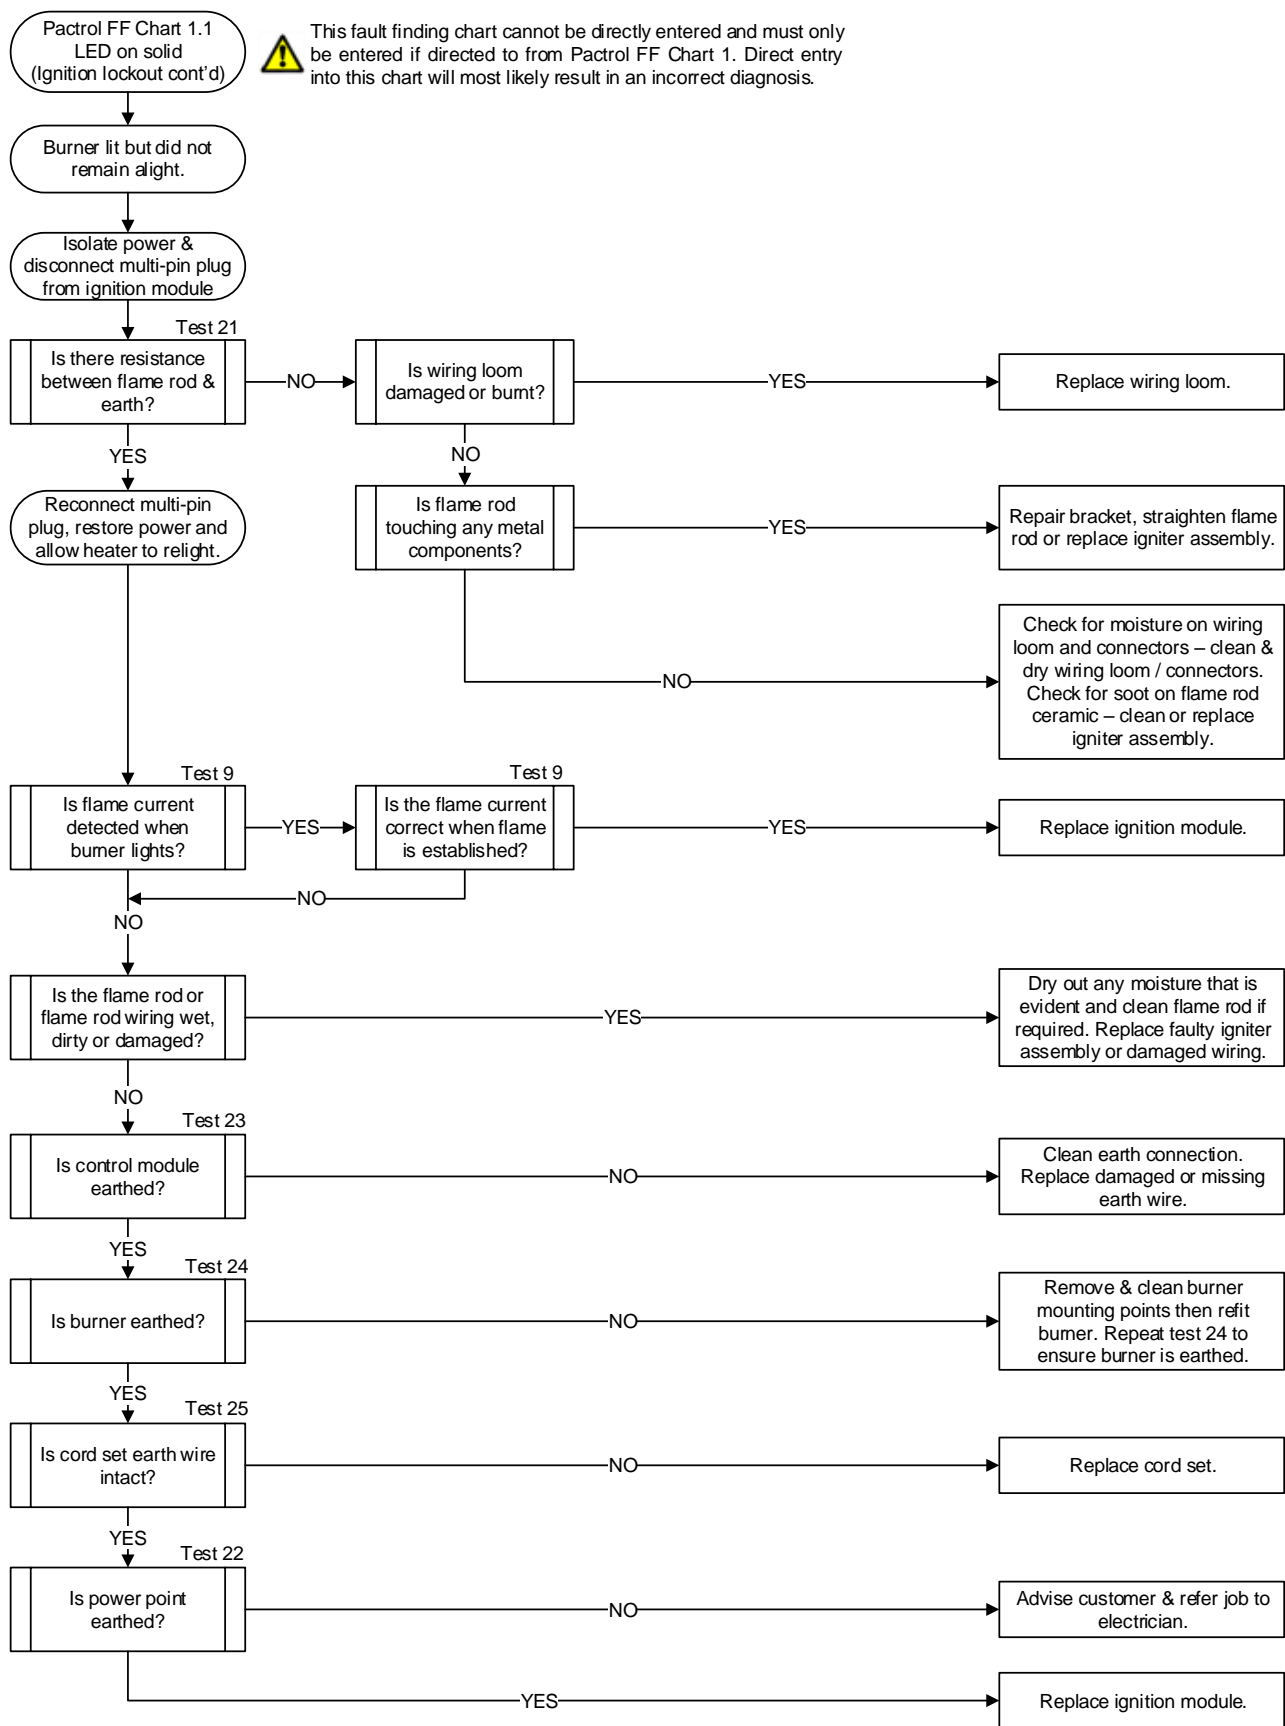 Pactrol FF Chart 1.1
LED on solid
(Ignition lockout cont'd)
This fault finding chart cannot be directly entered and must only
be entered if directed to from Pactrol FF Chart 1. Direct entry
into this chart will most likely result in an incorrect diagnosis.
Burner lit but did not
remain alight.
Isolate power &
disconnect multi-pin plug
from ignition module
Test 21
Is there resistance
between flame rod &
earth?
NO
Is wiring loom
damaged or burnt?
YES
Replace wiring loom.
YES
NO
Reconnect multi-pin
plug, restore power and
allow heater to relight.
Is flame rod
touching any metal
components?
YES
Repair bracket, straighten flame
rod or replace igniter assembly.
NO
Check for moisture on wiring
loom and connectors – clean &
dry wiring loom / connectors.
Check for soot on flame rod
ceramic – clean or replace
igniter assembly.
Test 9
Is flame current
detected when
burner lights?
YES
Test 9
Is the flame current
correct when flame
is established?
YES
Replace ignition module.
NO
NO
Is the flame rod or
flame rod wiring wet,
dirty or damaged?
YES
Dry out any moisture that is
evident and clean flame rod if
required. Replace faulty igniter
assembly or damaged wiring.
NO
Test 23
Is control module
earthed?
NO
Clean earth connection.
Replace damaged or missing
earth wire.
YES
Test 24
Is burner earthed?
NO
Remove & clean burner
mounting points then refit
burner. Repeat test 24 to
ensure burner is earthed.
YES
Test 25
Is cord set earth wire
intact?
NO
Replace cord set.
YES
Test 22
Is power point
earthed?
NO
Advise customer & refer job to
electrician.
YES
Replace ignition module.